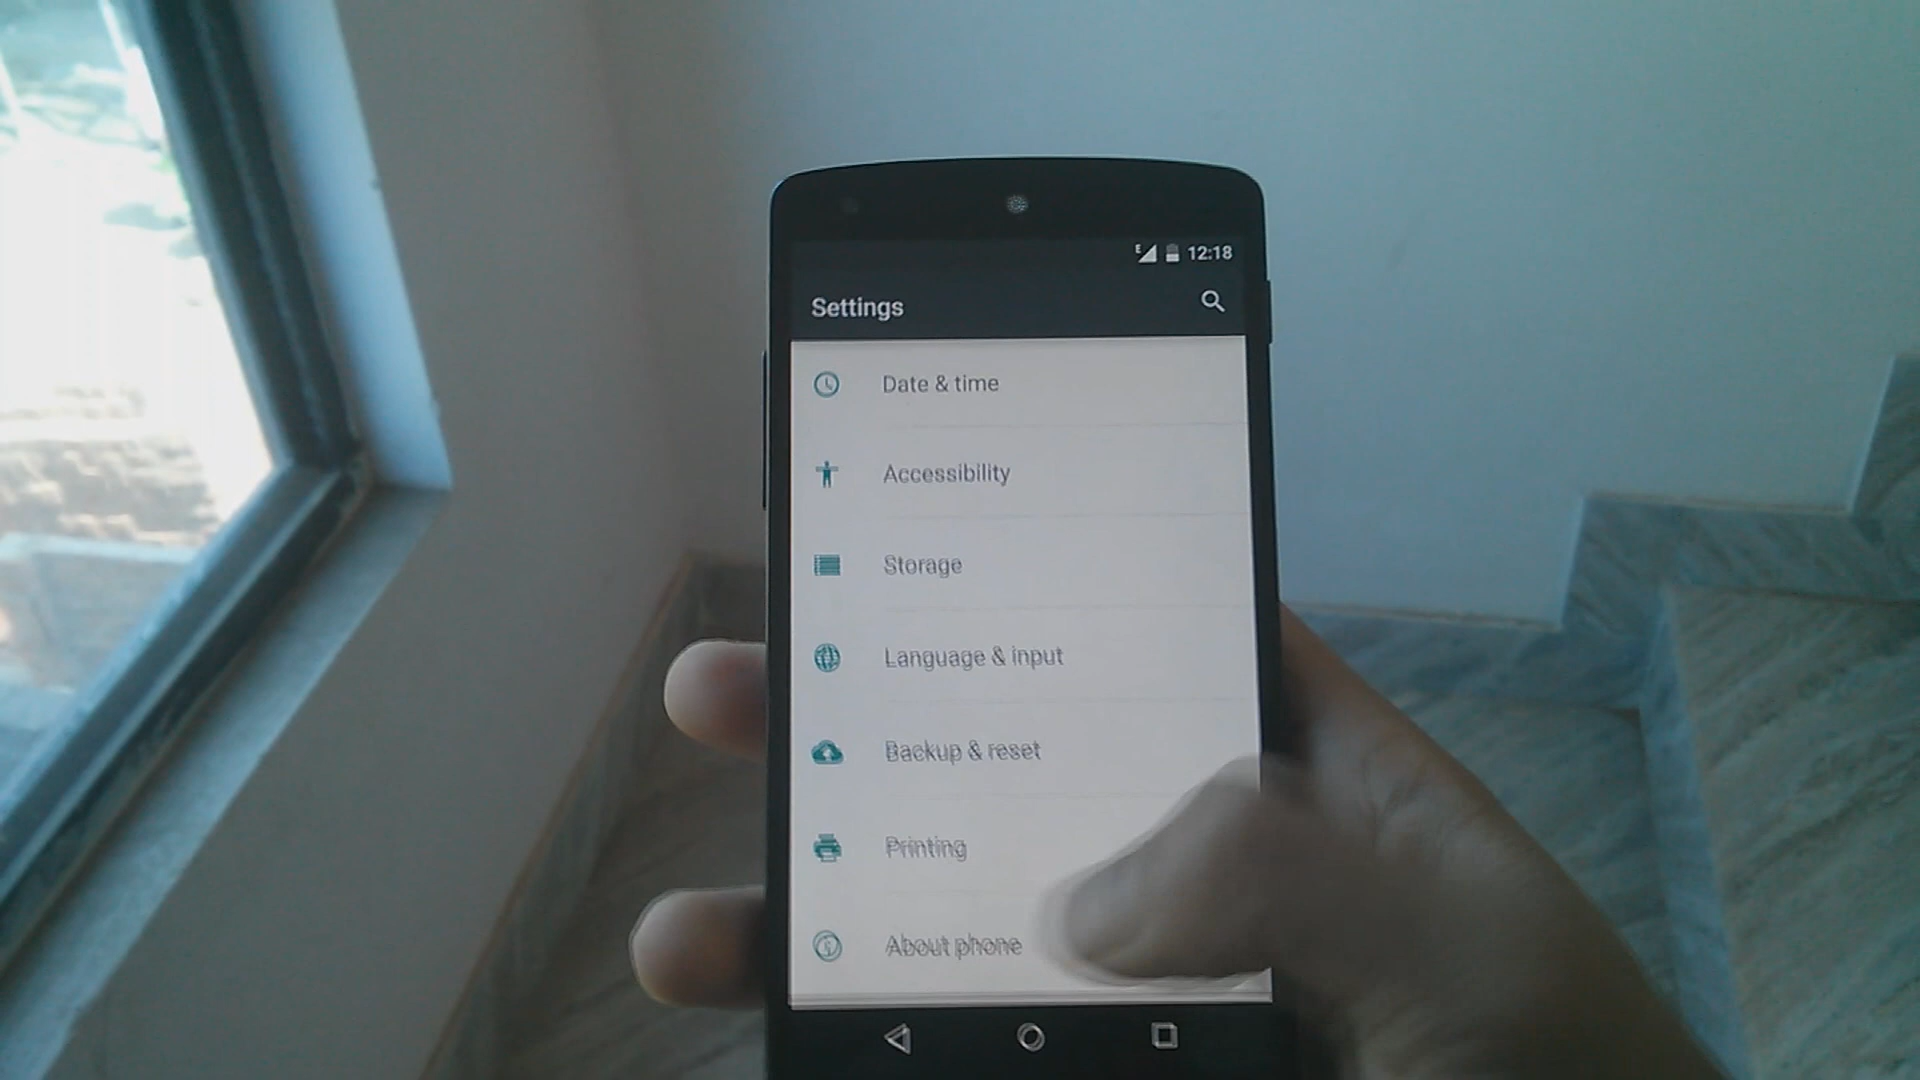 E 12:18
Settings
Date & time
Accessibility
Storage
Language & input
Backup & reset
Printing
About phone